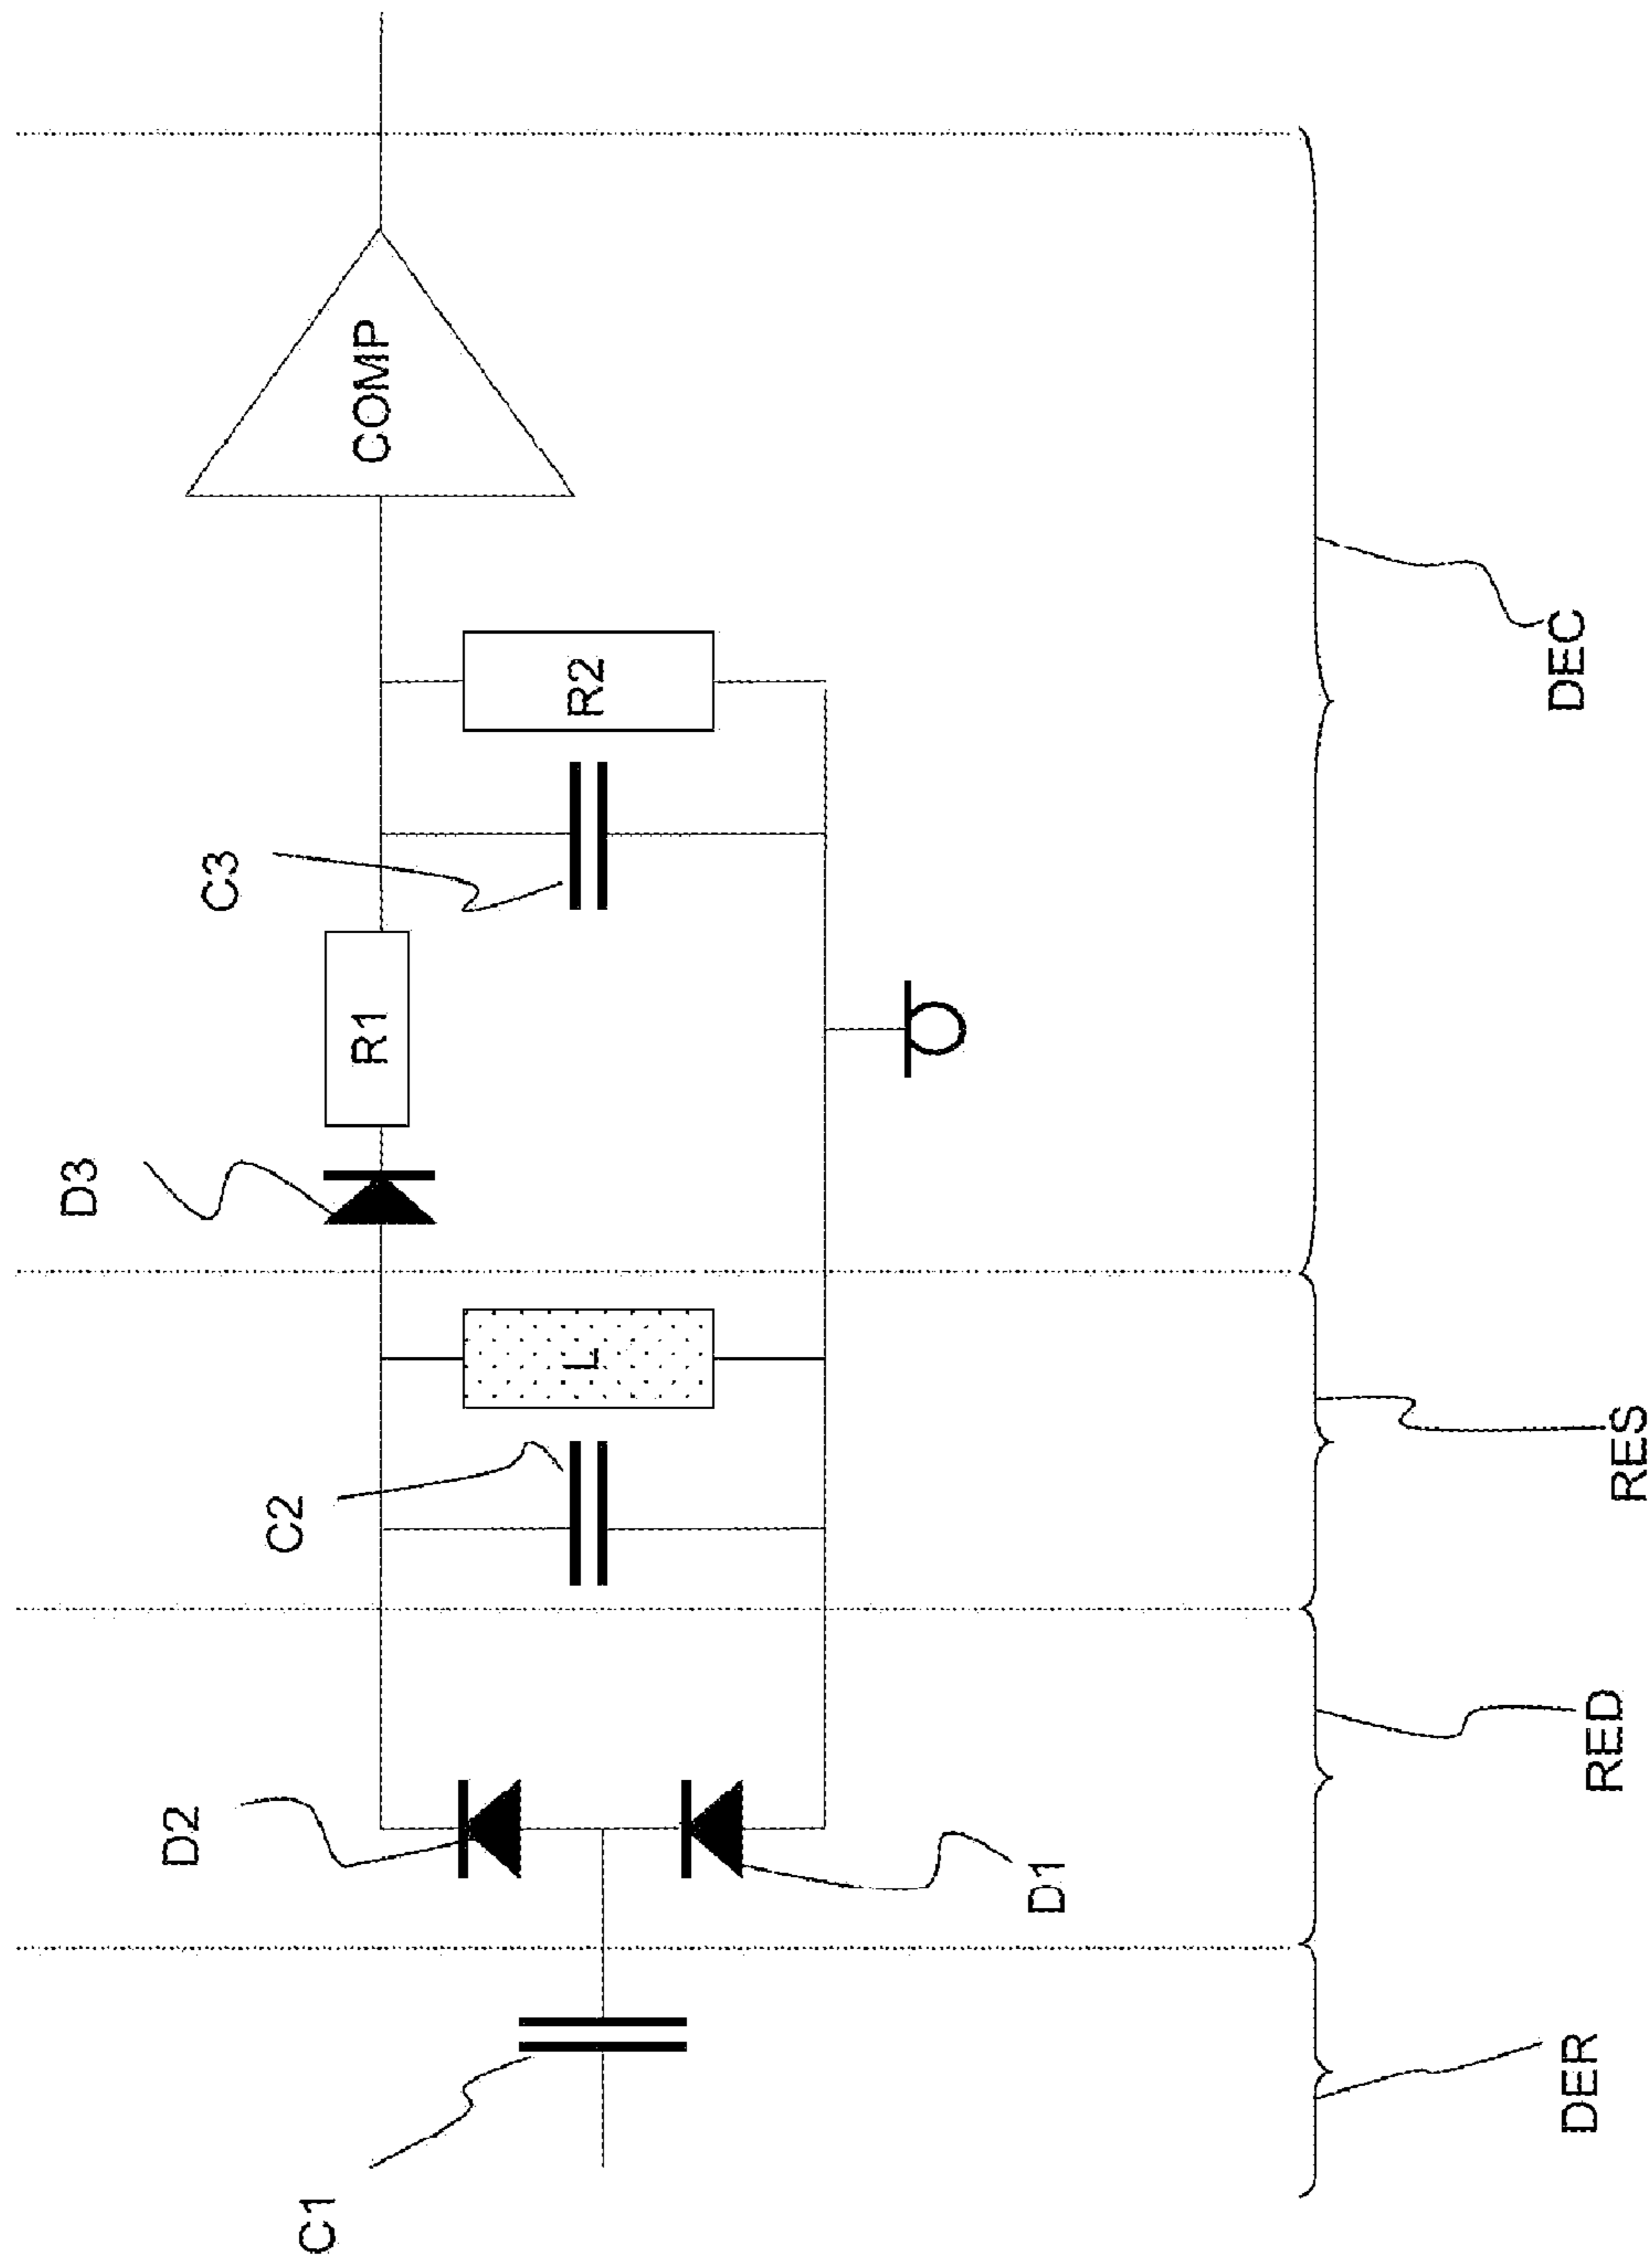 C1
D2
D1
C2
L
D3
R1
C3
R2
COMP
DER
RED
RES
DEC